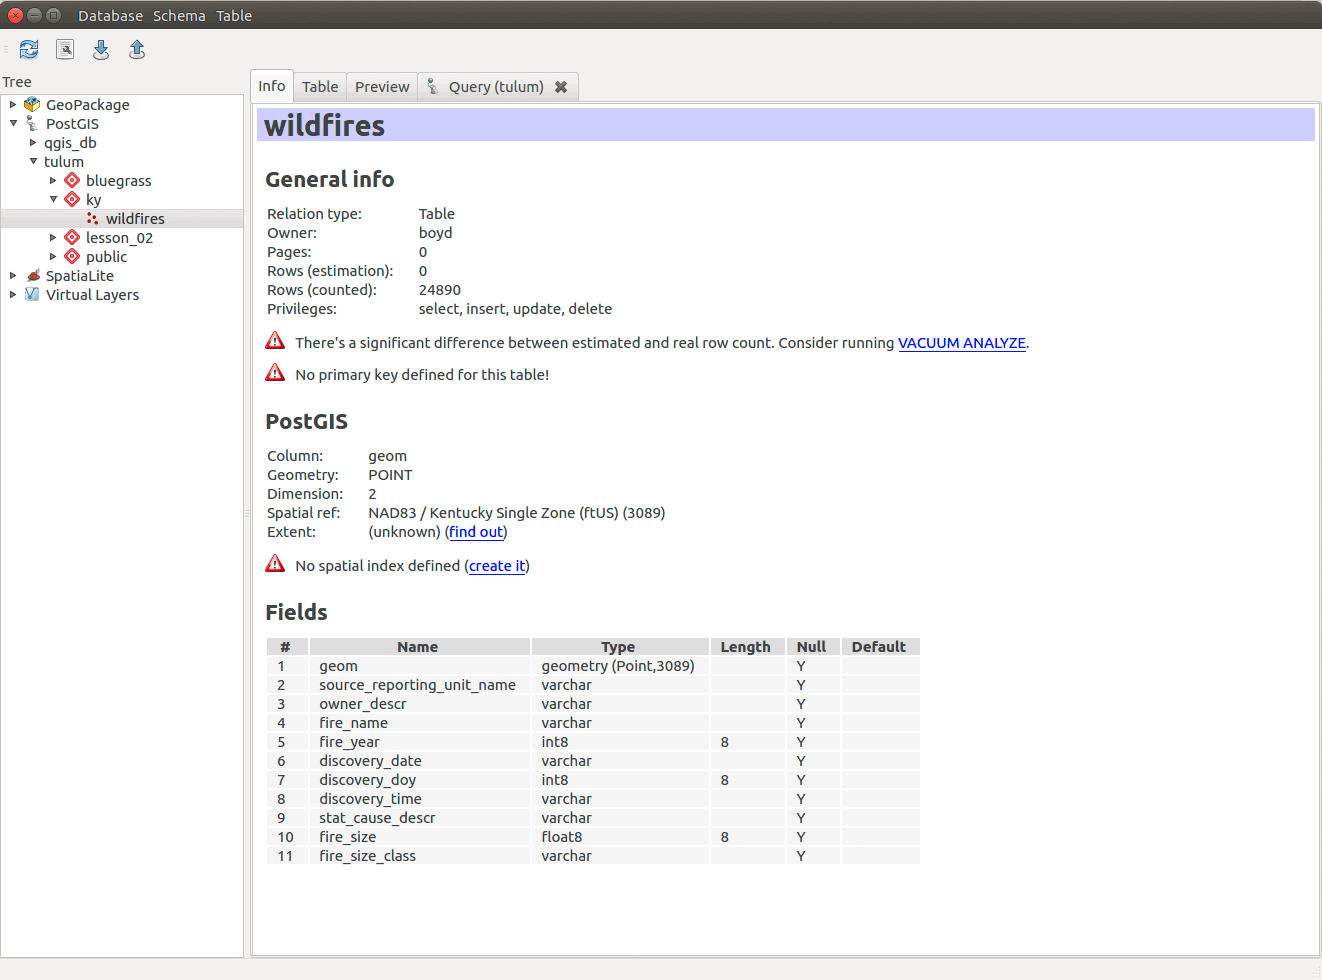 Database Schema Table
Tree
GeoPackage
PostGIS
qgis_db
tulum
bluegrass
ky
wildfires
lesson_02
public
SpatiaLite
Virtual Layers
Info Table Preview Query (tulum)
wildfires
General info
Relation type: Table
Owner: boyd
Pages: 0
Rows (estimation): 0
Rows (counted): 24890
Privileges: select, insert, update, delete
There's a significant difference between estimated and real row count. Consider running VACUUM ANALYZE.
No primary key defined for this table!
PostGIS
Column: geom
Geometry: POINT
Dimension: 2
Spatial ref: NAD83 / Kentucky Single Zone (ftUS) (3089)
Extent: (unknown) (find out)
No spatial index defined (create it)
Fields
# Name Type Length Null Default
1 geom geometry (Point,3089) Y
2 source_reporting_unit_name varchar Y
3 owner_descr varchar Y
4 fire_name varchar Y
5 fire_year int8 8 Y
6 discovery_date varchar Y
7 discovery_doy int8 8 Y
8 discovery_time varchar Y
9 stat_cause_descr varchar Y
10 fire_size float8 8 Y
11 fire_size_class varchar Y